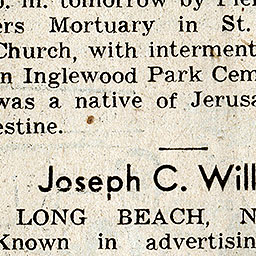 p. m. tomorrow by Pier
ers Mortuary in St.
Church, with interment
n Inglewood Park Cem
was a native of Jerusa
estine.
Joseph C. Will
LONG BEACH, N
Known in advertisin